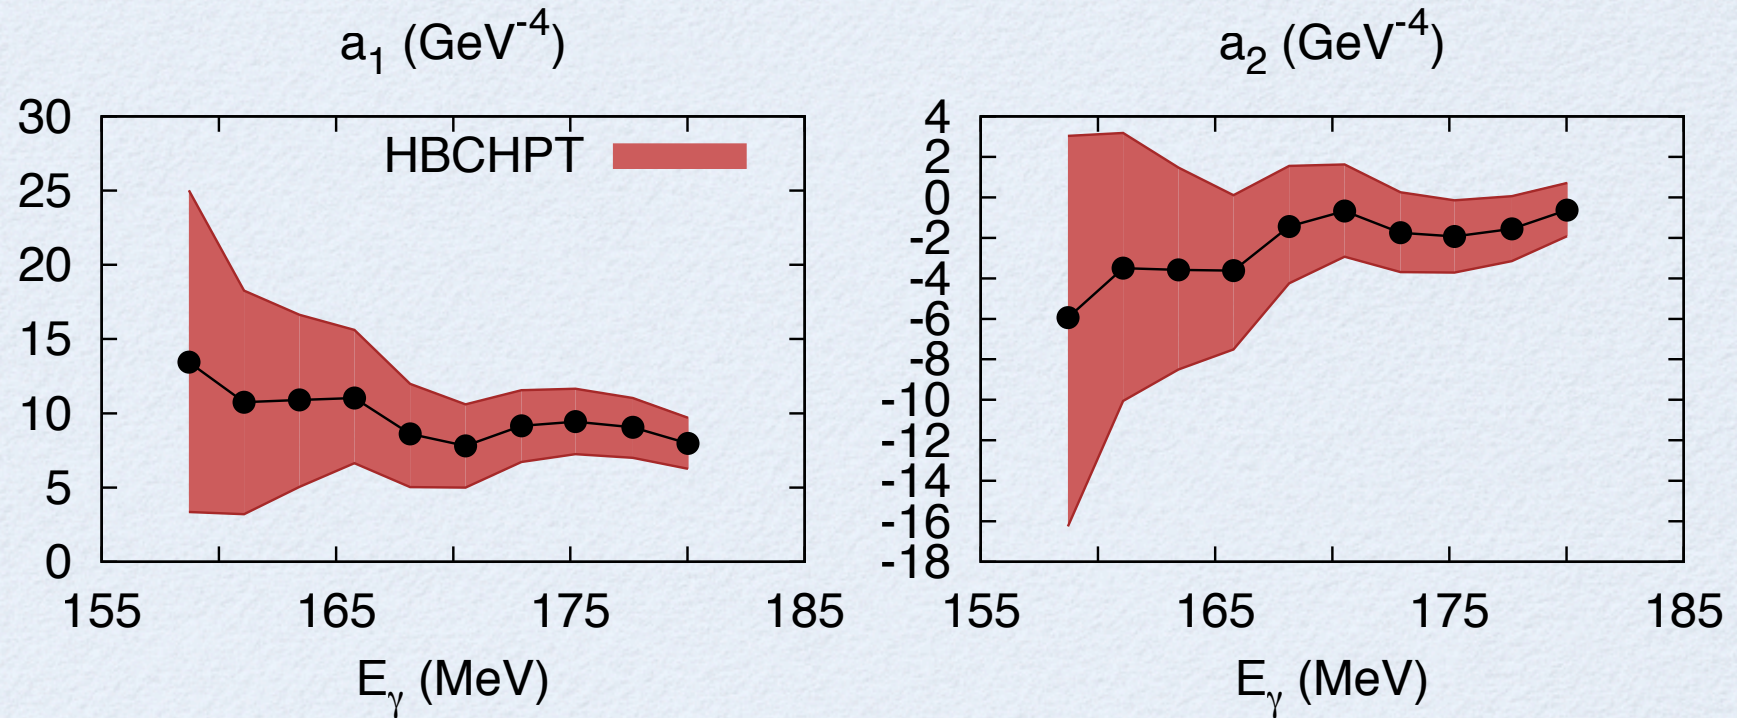 a₁ (GeV⁻⁴)
30
25
20
15
10
5
0
HBCHPT
155 165 175 185
Eᵧ (MeV)
a₂ (GeV⁻⁴)
4
2
0
-2
-4
-6
-8
-10
-12
-14
-16
-18
155 165 175 185
Eᵧ (MeV)